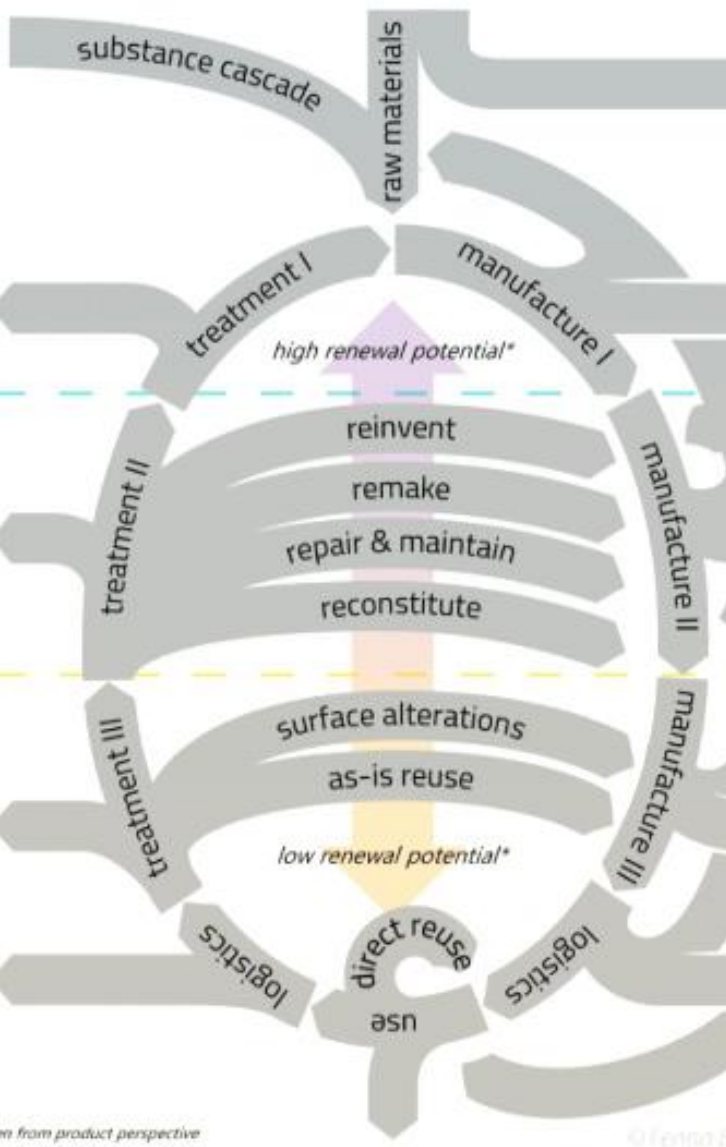 substance cascade
raw materials
treatment I
manufacture I
high renewal potential*
reinvent
treatment II
remake
manufacture II
repair & maintain
reconstitute
surface alterations
treatment III
as-is reuse
manufacture III
low renewal potential*
direct reuse
logistics
logistics
use
from product perspective